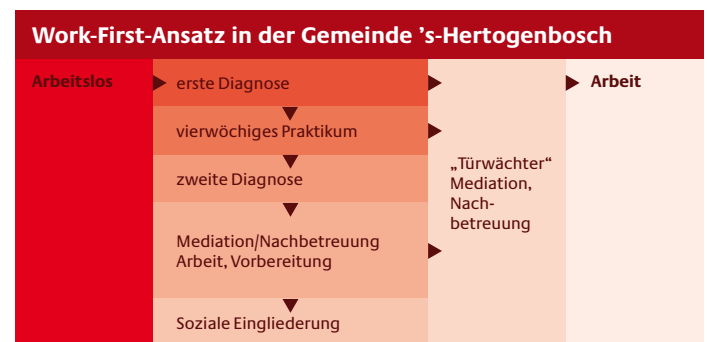 Work-First-Ansatz in der Gemeinde ’s-Hertogenbosch
Arbeitslos
erste Diagnose
vierwöchiges Praktikum
zweite Diagnose
Mediation/Nachbetreuung
Arbeit, Vorbereitung
Soziale Eingliederung
„Türwächter“
Mediation,
Nach-
betreuung
Arbeit